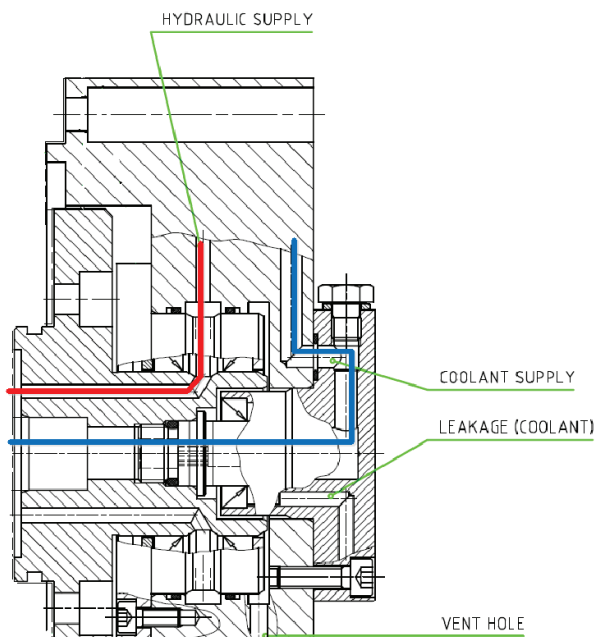 HYDRAULIC SUPPLY
COOLANT SUPPLY
LEAKAGE (COOLANT)
VENT HOLE